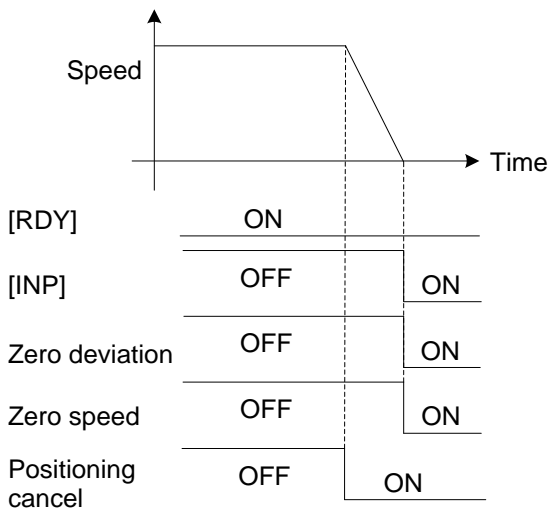 Speed
Time
[RDY] ON
[INP] OFF ON
Zero deviation OFF ON
Zero speed OFF ON
Positioning
cancel OFF ON